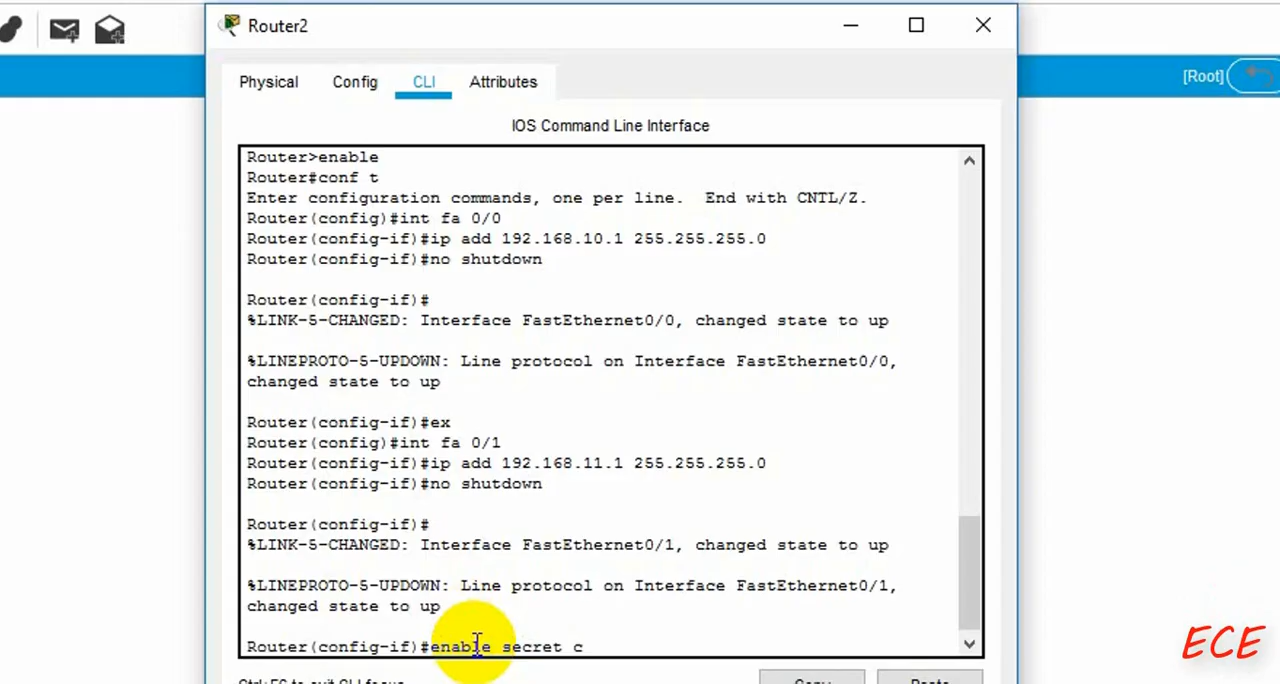 Router2
Physical Config CLI Attributes
[Root]
IOS Command Line Interface
Router>enable
Router#conf t
Enter configuration commands, one per line.  End with CNTL/Z.
Router(config)#int fa 0/0
Router(config-if)#ip add 192.168.10.1 255.255.255.0
Router(config-if)#no shutdown
Router(config-if)#
%LINK-5-CHANGED: Interface FastEthernet0/0, changed state to up
%LINEPROTO-5-UPDOWN: Line protocol on Interface FastEthernet0/0,
changed state to up
Router(config-if)#ex
Router(config)#int fa 0/1
Router(config-if)#ip add 192.168.11.1 255.255.255.0
Router(config-if)#no shutdown
Router(config-if)#
%LINK-5-CHANGED: Interface FastEthernet0/1, changed state to up
%LINEPROTO-5-UPDOWN: Line protocol on Interface FastEthernet0/1,
changed state to up
Router(config-if)#enable secret c
ECE
Copy Paste